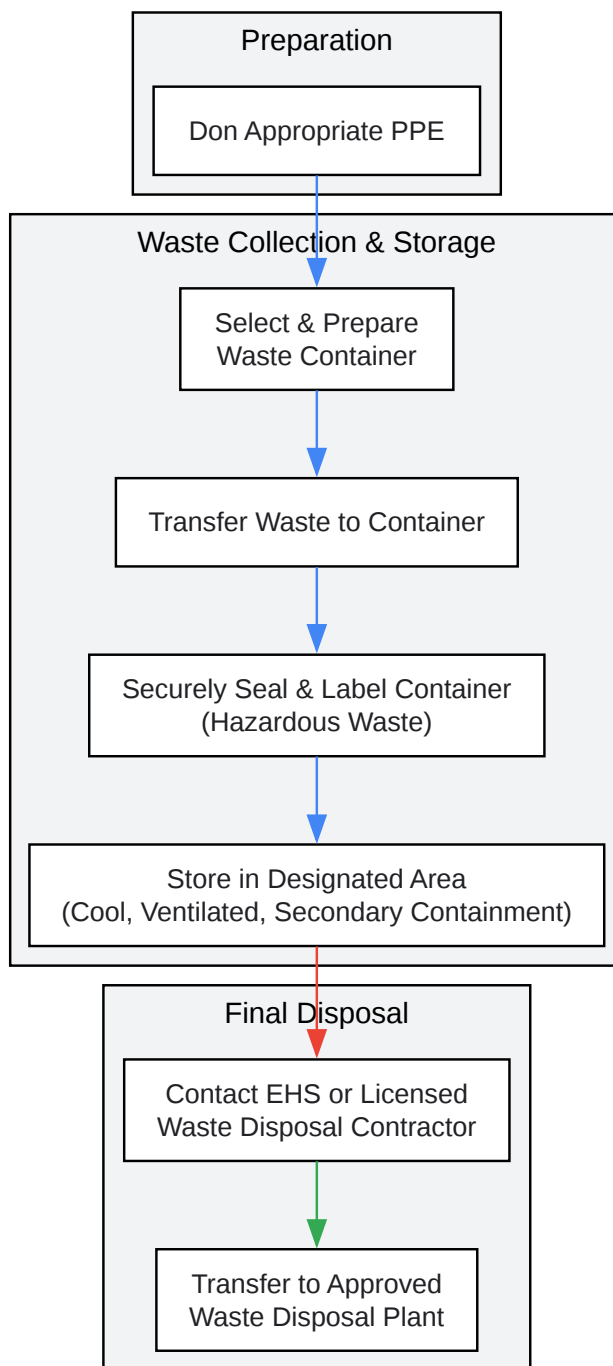 Preparation
Don Appropriate PPE
Waste Collection & Storage
Select & Prepare
Waste Container
Transfer Waste to Container
Securely Seal & Label Container
(Hazardous Waste)
Store in Designated Area
(Cool, Ventilated, Secondary Containment)
Final Disposal
Contact EHS or Licensed
Waste Disposal Contractor
Transfer to Approved
Waste Disposal Plant